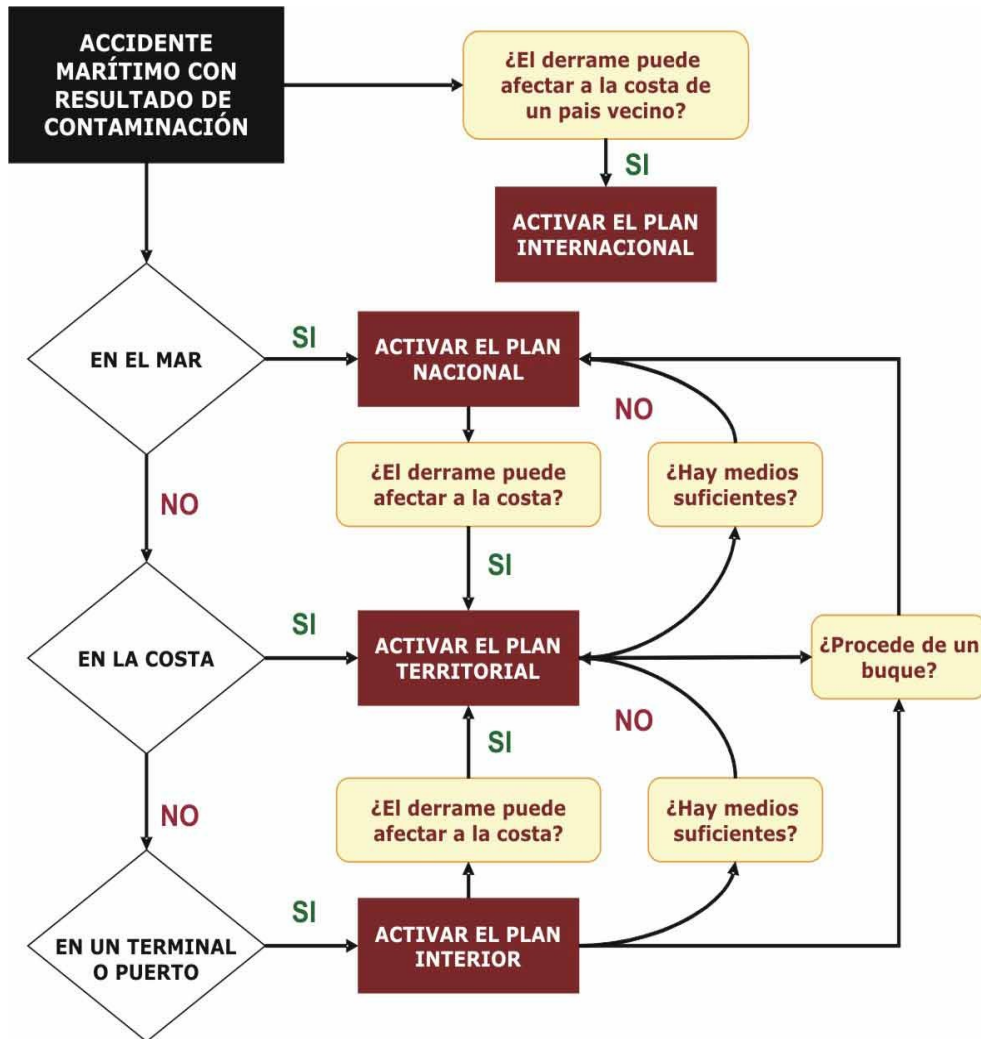 ACCIDENTE
MARÍTIMO CON
RESULTADO DE
CONTAMINACIÓN
¿El derrame puede
afectar a la costa de
un pais vecino?
SI
ACTIVAR EL PLAN
INTERNACIONAL
EN EL MAR
SI
ACTIVAR EL PLAN
NACIONAL
NO
¿El derrame puede
afectar a la costa?
¿Hay medios
suficientes?
NO
SI
EN LA COSTA
SI
ACTIVAR EL PLAN
TERRITORIAL
¿Procede de un
buque?
SI
NO
¿El derrame puede
afectar a la costa?
¿Hay medios
suficientes?
NO
EN UN TERMINAL
O PUERTO
SI
ACTIVAR EL PLAN
INTERIOR